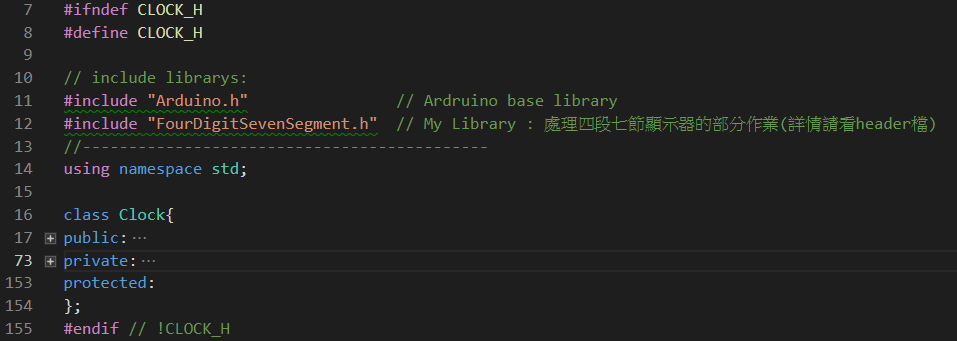 7 #ifndef CLOCK_H
8 #define CLOCK_H
9
10 // include librarys:
11 #include "Arduino.h" // Ardruino base library
12 #include "FourDigitSevenSegment.h" // My Library : 處理四段七節顯示器的部分作業(詳情請看header檔)
13 //--------------------------------------------
14 using namespace std;
15
16 class Clock{
17 public:···
73 private:···
153 protected:
154 };
155 #endif // !CLOCK_H